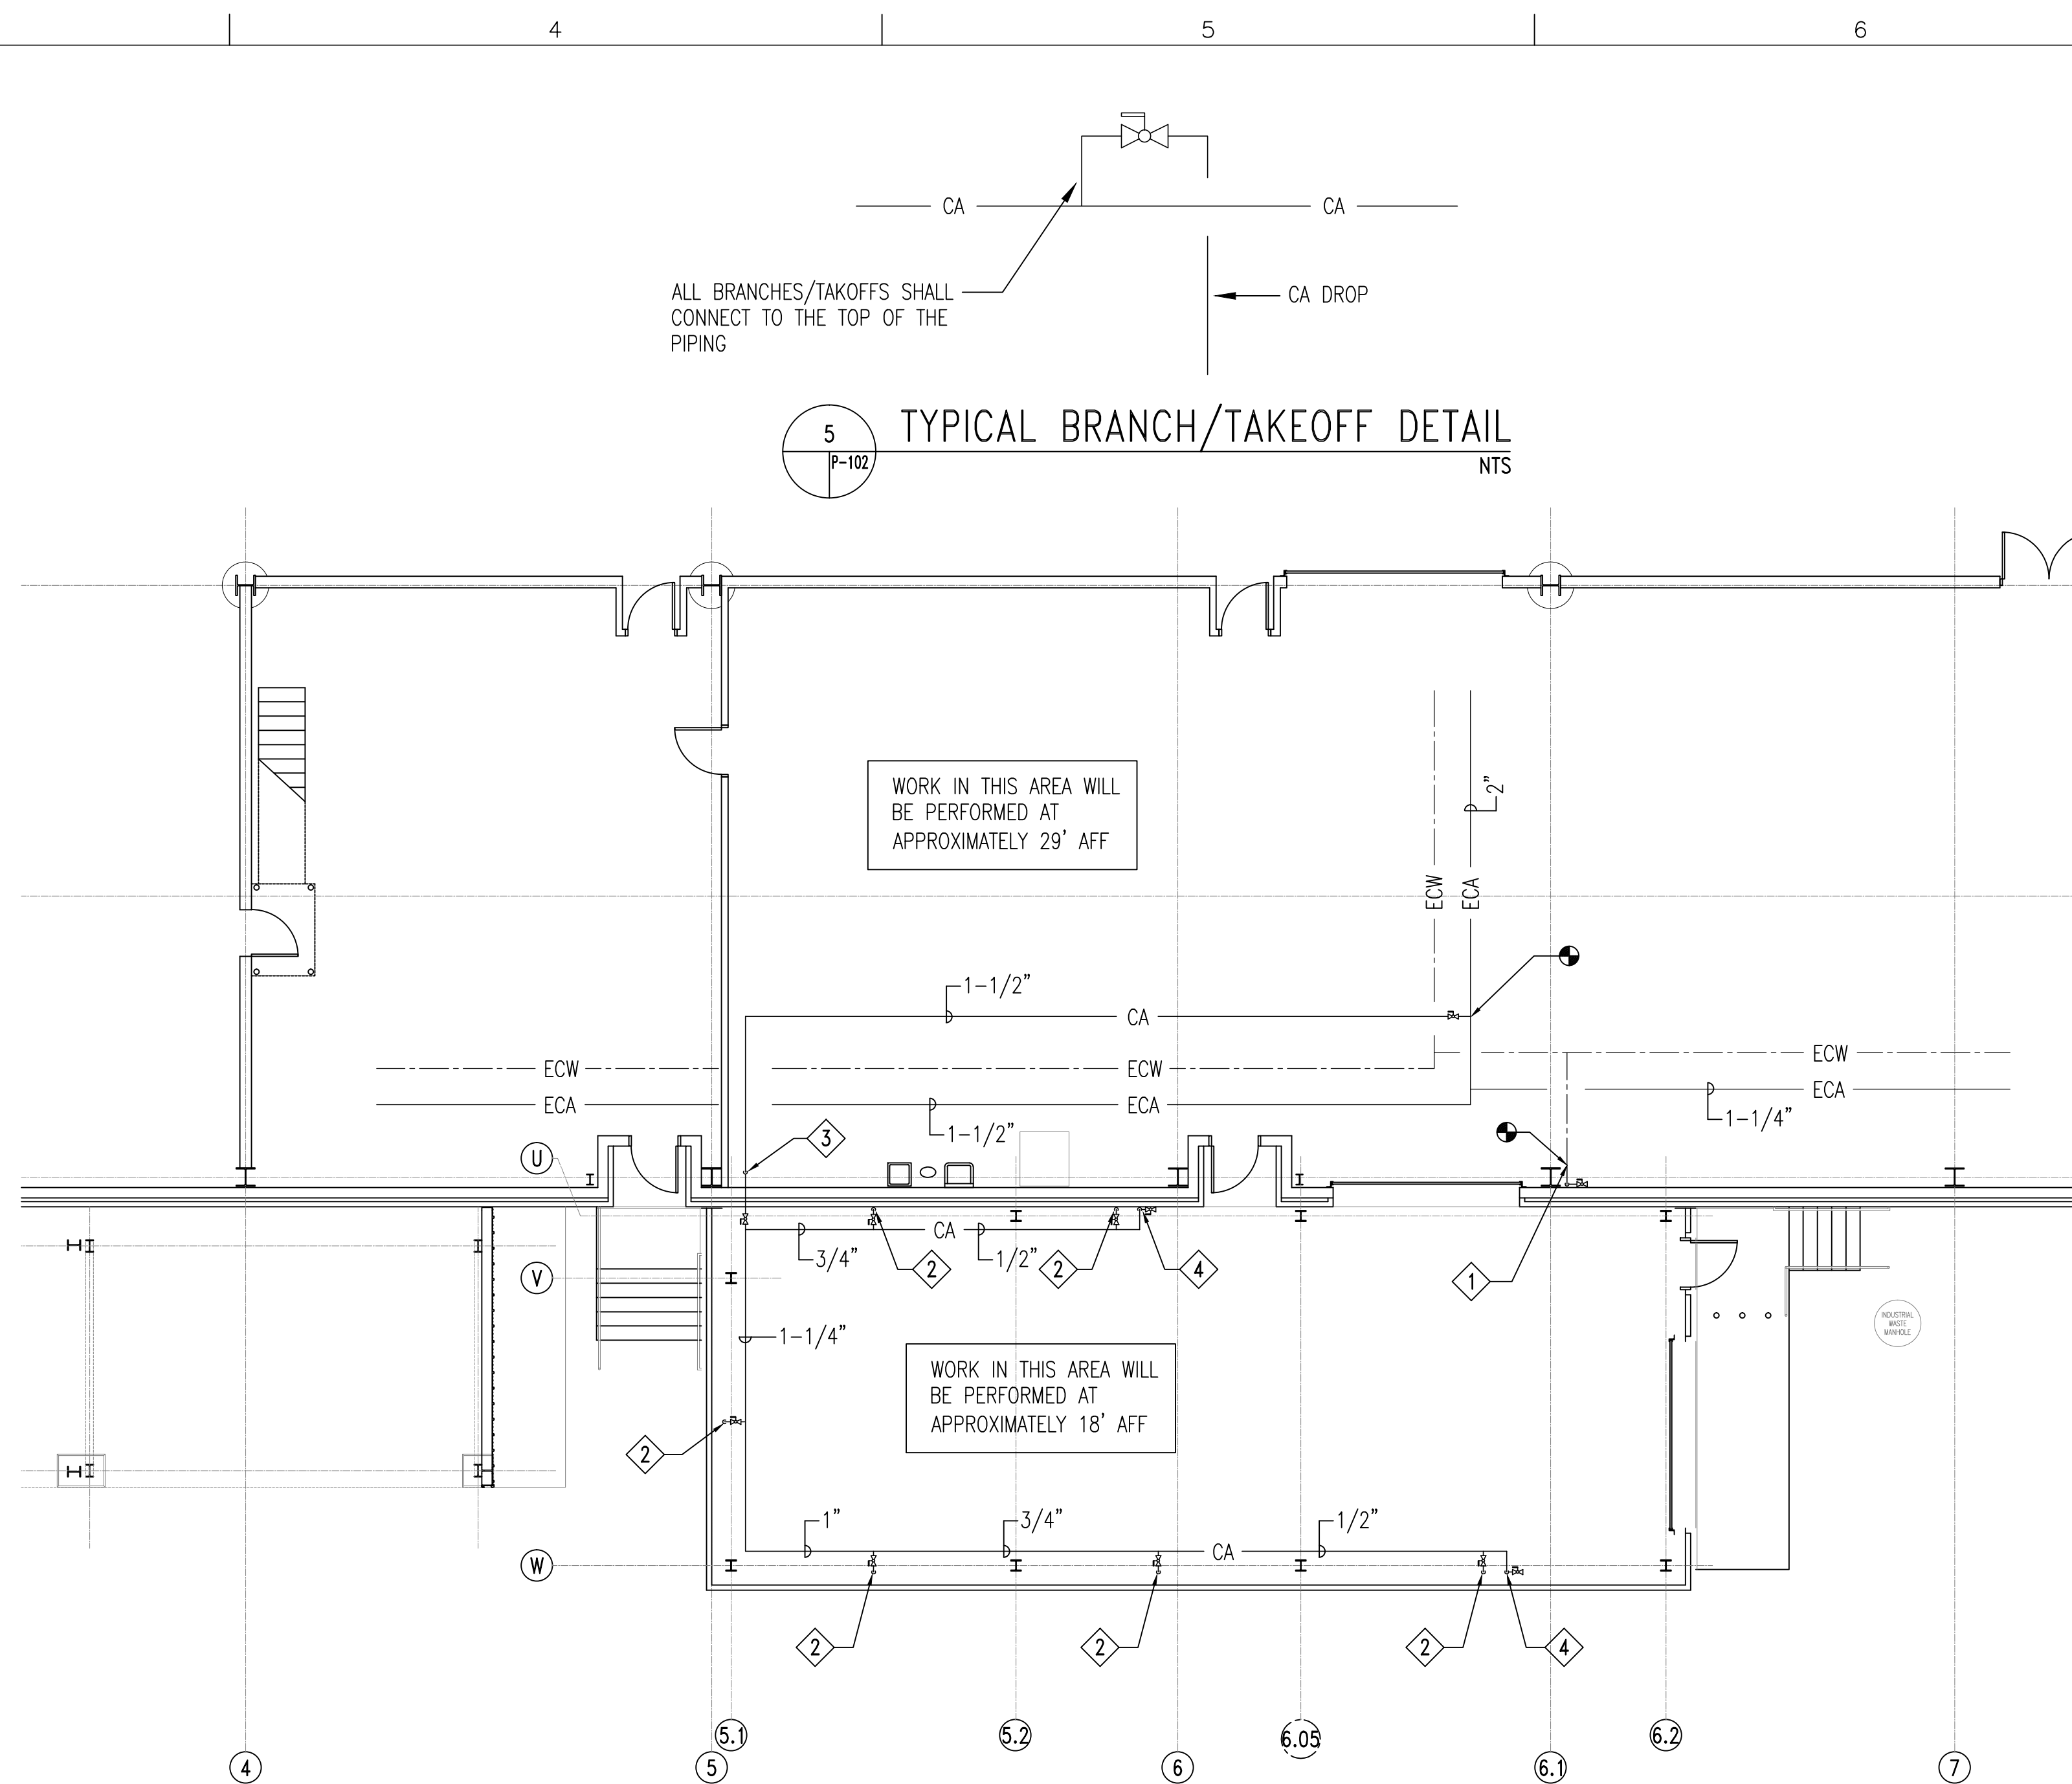 4
5
6
CA
CA
ALL BRANCHES/TAKOFFS SHALL
CONNECT TO THE TOP OF THE
PIPING
CA DROP
5
P-102
TYPICAL BRANCH/TAKEOFF DETAIL
NTS
WORK IN THIS AREA WILL
BE PERFORMED AT
APPROXIMATELY 29' AFF
2"
ECW
ECA
1-1/2"
CA
ECW
ECW
ECW
ECA
ECA
ECA
1-1/2"
1-1/4"
3
U
CA
3/4"
1/2"
2
2
4
1
V
INDUSTRIAL
WASTE
MANHOLE
1-1/4"
WORK IN THIS AREA WILL
BE PERFORMED AT
APPROXIMATELY 18' AFF
2
1"
3/4"
1/2"
CA
W
2
2
2
4
5.1
5.2
6.05
6.2
4
5
6
6.1
7